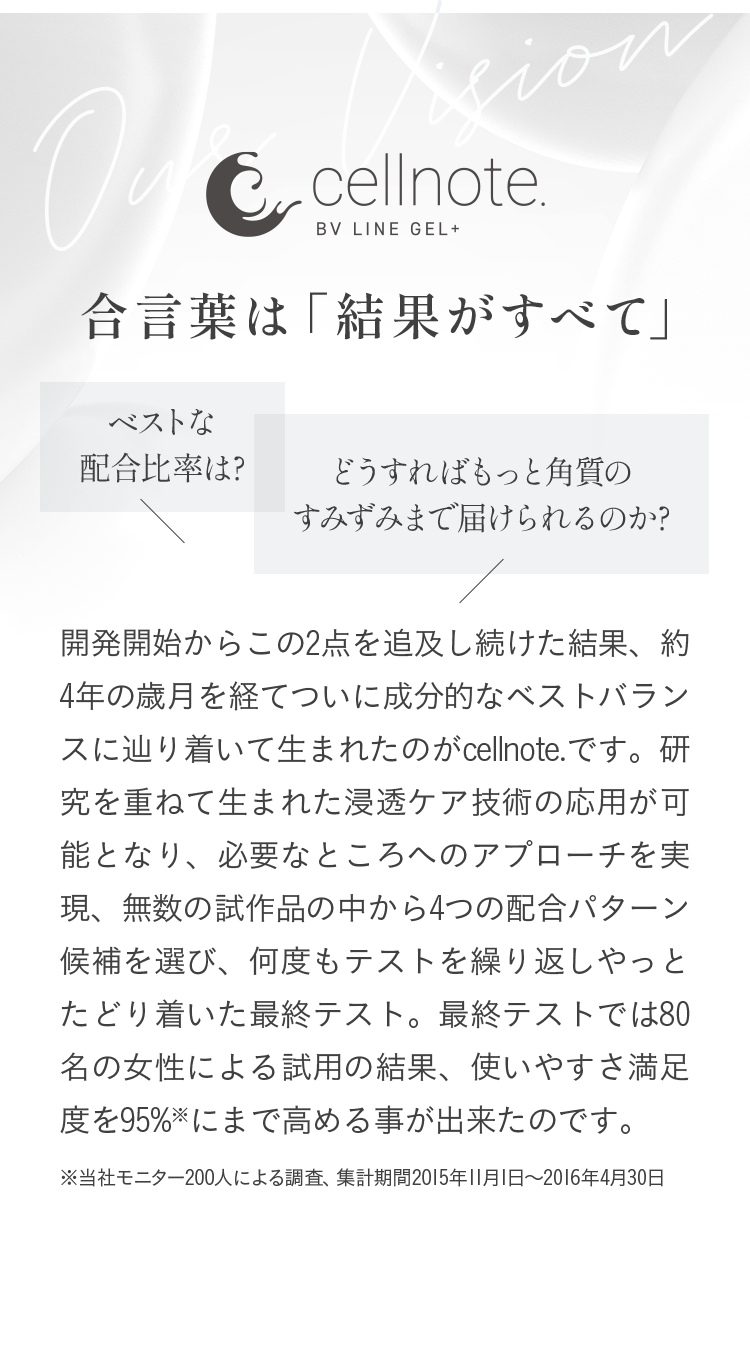 Our Vision
cellnote.
BV LINE GEL+
合言葉は「結果がすべて」
ベストな
配合比率は?
どうすればもっと角質の
すみずみまで届けられるのか?
開発開始からこの2点を追及し続けた結果、約
4年の歳月を経てついに成分的なベストバラン
スに辿り着いて生まれたのがcellnote.です。研
究を重ねて生まれた浸透ケア技術の応用が可
能となり、必要なところへのアプローチを実
現、無数の試作品の中から4つの配合パターン
候補を選び、何度もテストを繰り返しやっと
たどり着いた最終テスト。最終テストでは80
名の女性による試用の結果、使いやすさ満足
度を95%※にまで高める事が出来たのです。
※当社モニター200人による調査、集計期間2015年11月1日〜2016年4月30日